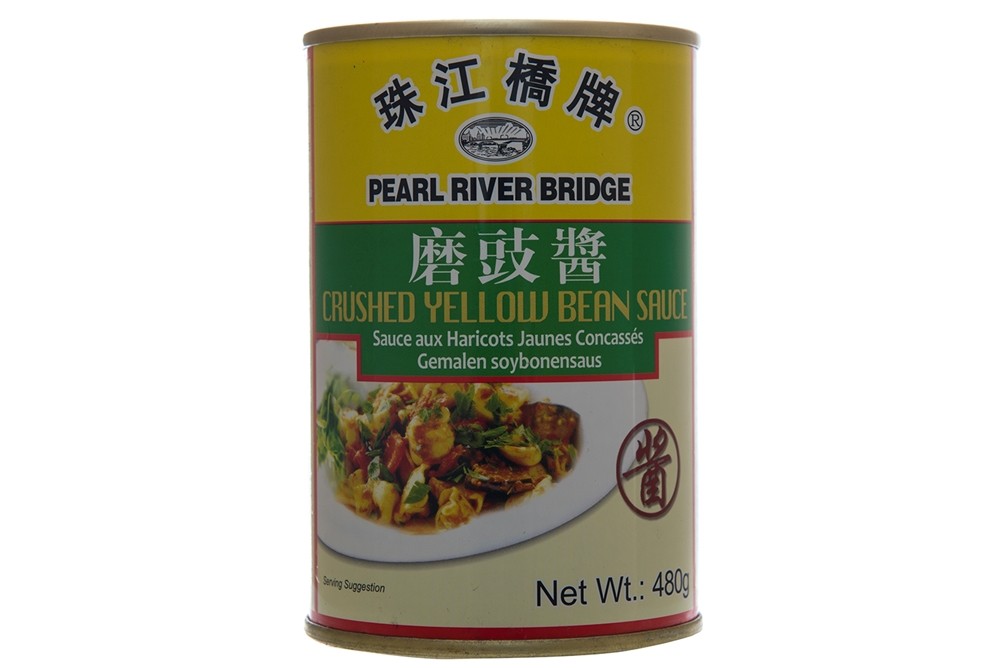 珠江橋牌®
PEARL RIVER BRIDGE
磨豉醬
CRUSHED YELLOW BEAN SAUCE
Sauce aux Haricots Jaunes Concassés
Gemalen soybonensaus
醬
Serving Suggestion
Net Wt.: 480g